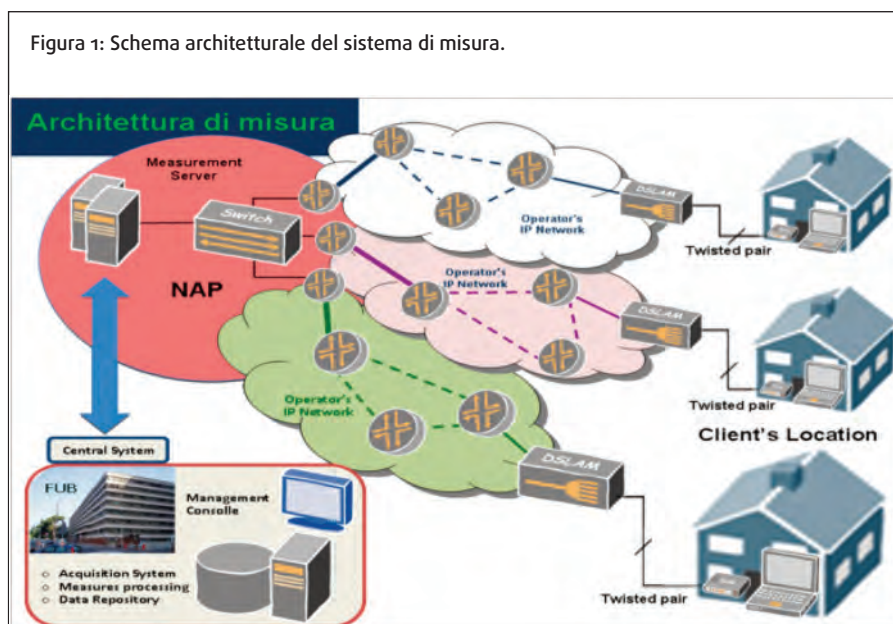 Figura 1: Schema architetturale del sistema di misura.
Architettura di misura
Measurement
Server
Switch
NAP
Operator's
IP Network
DSLAM
Twisted pair
Operator's
IP Network
DSLAM
Twisted pair
Client's Location
Operator's
IP Network
DSLAM
Twisted pair
Central System
FUB
Management
Consolle
Acquisition System
Measures processing
Data Repository